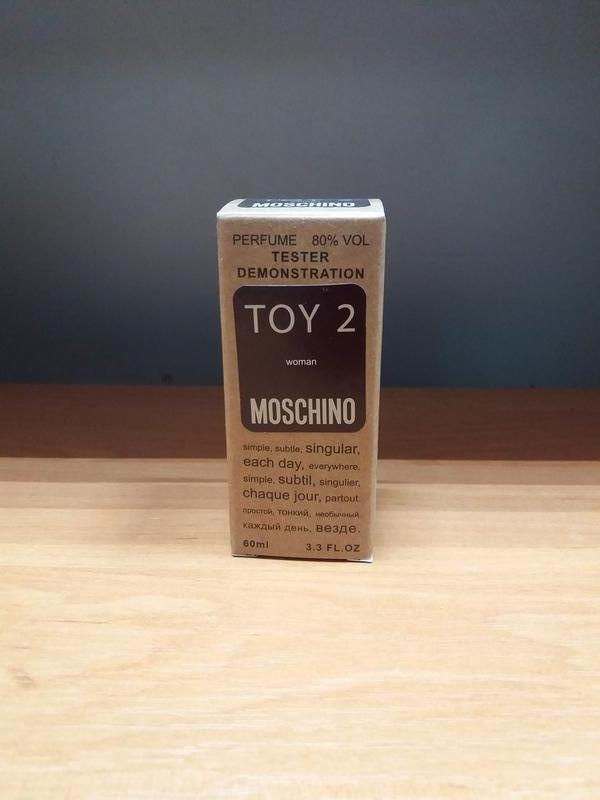 MOSCHINO
PERFUME 80% VOL
TESTER
DEMONSTRATION
TOY 2
woman
MOSCHINO
simple, subtle, singular,
each day, everywhere.
simple, subtil, singulier,
chaque jour, partout.
простой, тонкий, необычный.
каждый день, везде.
60ml 3.3 FL.OZ